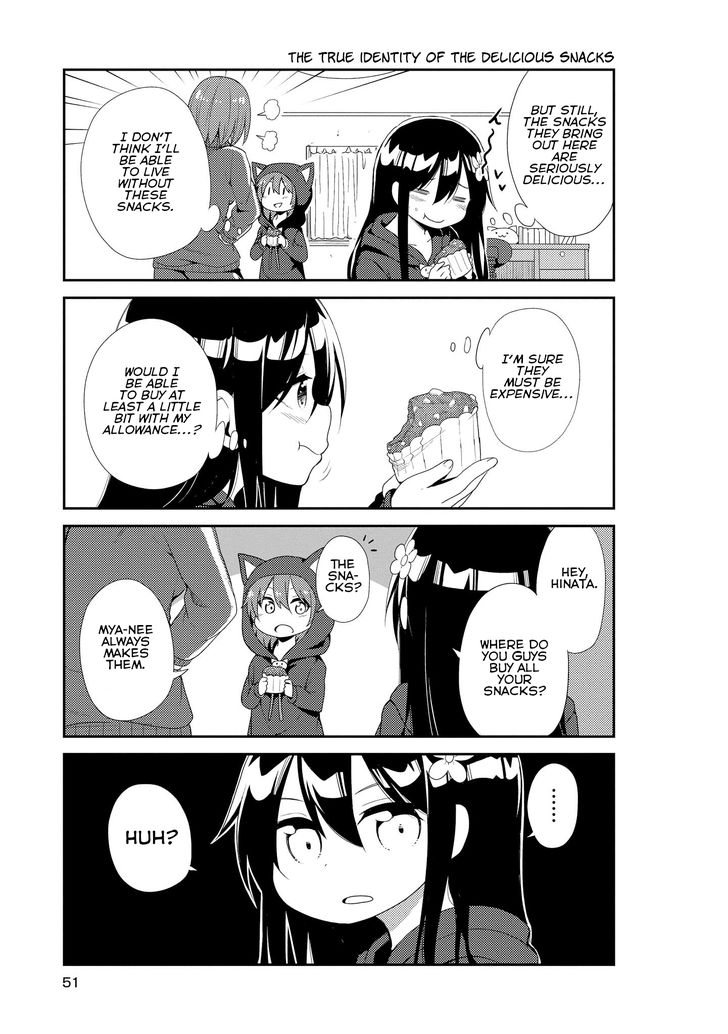 THE TRUE IDENTITY OF THE DELICIOUS SNACKS
BUT STILL,
THE SNACKS
THEY BRING
OUT HERE
ARE
SERIOUSLY
DELICIOUS...
I DON'T
THINK I'LL
BE ABLE
TO LIVE
WITHOUT
THESE
SNACKS.
I'M SURE
THEY
MUST BE
EXPENSIVE...
WOULD I
BE ABLE
TO BUY AT
LEAST A LITTLE
BIT WITH MY
ALLOWANCE...?
HEY,
HINATA.
WHERE DO
YOU GUYS
BUY ALL
YOUR
SNACKS?
THE
SNA-
CKS?
MYA-NEE
ALWAYS
MAKES
THEM.
......
HUH?
51